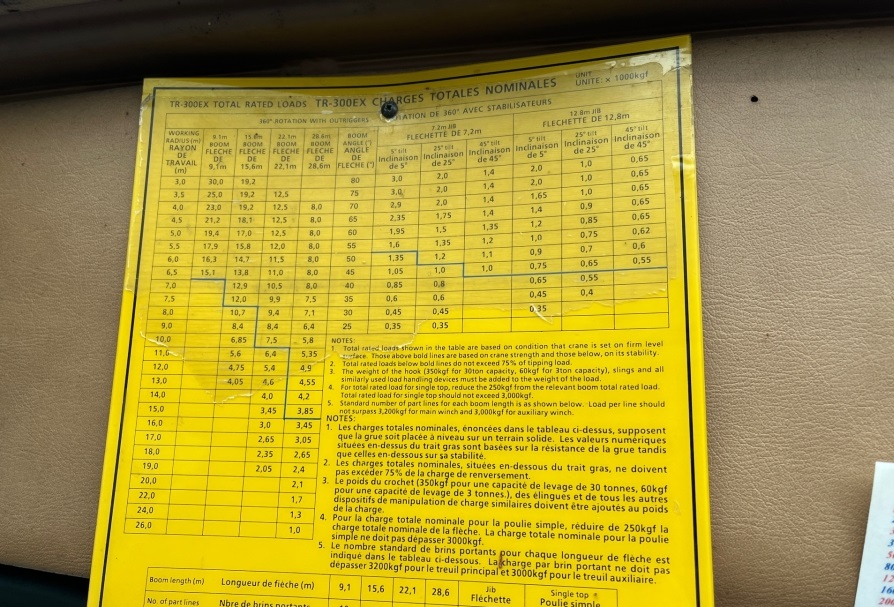 TR-300EX TOTAL RATED LOADS TR-300EX CHARGES TOTALES NOMINALES
UNIT:
UNITÉ: × 1000kgf
360° ROTATION WITH OUTRIGGERS DE 360° AVEC STABILISATEURS
WORKING RADIUS (m) RAYON DE TRAVAIL (m)
9.1m BOOM FLÈCHE DE 9,1m
15.6m BOOM FLÈCHE DE 15,6m
22.1m BOOM FLÈCHE DE 22,1m
28.6m BOOM FLÈCHE DE 28,6m
BOOM ANGLE (°) ANGLE DE FLÈCHE (°)
7.2m JIB
FLÉCHETTE DE 7,2m
12.8m JIB
FLÉCHETTE DE 12,8m
5° tilt Inclinaison de 5°
25° tilt Inclinaison de 25°
45° tilt Inclinaison de 45°
5° tilt Inclinaison de 5°
25° tilt Inclinaison de 25°
45° tilt Inclinaison de 45°
3,0 30,0 19,2 80 3,0 2,0 1,4 2,0 1,0 0,65
3,5 25,0 19,2 12,5 75 3,0 2,0 1,4 2,0 1,0 0,65
4,0 23,0 19,2 12,5 8,0 70 2,9 2,0 1,4 1,65 1,0 0,65
4,5 21,2 18,1 12,5 8,0 65 2,35 1,75 1,4 1,4 0,9 0,65
5,0 19,4 17,0 12,5 8,0 60 1,95 1,5 1,35 1,2 0,85 0,65
5,5 17,9 15,8 12,0 8,0 55 1,6 1,35 1,2 1,0 0,75 0,62
6,0 16,3 14,7 11,5 8,0 50 1,35 1,2 1,1 0,9 0,7 0,6
6,5 15,1 13,8 11,0 8,0 45 1,05 1,0 1,0 0,75 0,65 0,55
7,0 12,9 10,5 8,0 40 0,85 0,8 0,65 0,55
7,5 12,0 9,9 7,5 35 0,6 0,6 0,45 0,4
8,0 10,7 9,4 7,1 30 0,45 0,45 0,35
9,0 8,4 8,4 6,4 25 0,35 0,35
10,0 6,85 7,5 5,8
11,0 5,6 6,4 5,35
12,0 4,75 5,4 4,9
13,0 4,05 4,6 4,55
14,0 4,0 4,2
15,0 3,45 3,85
16,0 3,0 3,45
17,0 2,65 3,05
18,0 2,35 2,65
19,0 2,05 2,4
20,0 2,1
22,0 1,7
24,0 1,3
26,0 1,0
NOTES:
1. Total rated loads shown in the table are based on condition that crane is set on firm level
surface. Those above bold lines are based on crane strength and those below, on its stability.
2. Total rated loads below bold lines do not exceed 75% of tipping load.
3. The weight of the hook (350kgf for 30ton capacity, 60kgf for 3ton capacity), slings and all
similarly used load handling devices must be added to the weight of the load.
4. For total rated load for single top, reduce the 250kgf from the relevant boom total rated load.
Total rated load for single top should not exceed 3,000kgf.
5. Standard number of part lines for each boom length is as shown below. Load per line should
not surpass 3,200kgf for main winch and 3,000kgf for auxiliary winch.
NOTES:
1. Les charges totales nominales, énoncées dans le tableau ci-dessus, supposent
que la grue soit placée à niveau sur un terrain solide. Les valeurs numériques
situées en-dessus du trait gras sont basées sur la résistance de la grue tandis
que celles en-dessous sur sa stabilité.
2. Les charges totales nominales, situées en-dessous du trait gras, ne doivent
pas excéder 75% de la charge de renversement.
3. Le poids du crochet (350kgf pour une capacité de levage de 30 tonnes, 60kgf
pour une capacité de levage de 3 tonnes.), des élingues et de tous les autres
dispositifs de manipulation de charge similaires doivent être ajoutés au poids
de la charge.
4. Pour la charge totale nominale pour la poulie simple, réduire de 250kgf la
charge totale nominale de la flèche. La charge totale nominale pour la poulie
simple ne doit pas dépasser 3000kgf.
5. Le nombre standard de brins portants pour chaque longueur de flèche est
indiqué dans le tableau ci-dessous. La charge par brin portant ne doit pas
dépasser 3200kgf pour le treuil principal et 3000kgf pour le treuil auxiliaire.
Boom length (m) Longueur de flèche (m) 9,1 15,6 22,1 28,6 Jib Fléchette Single top Poulie simple
No. of part lines Nbre de brins portants